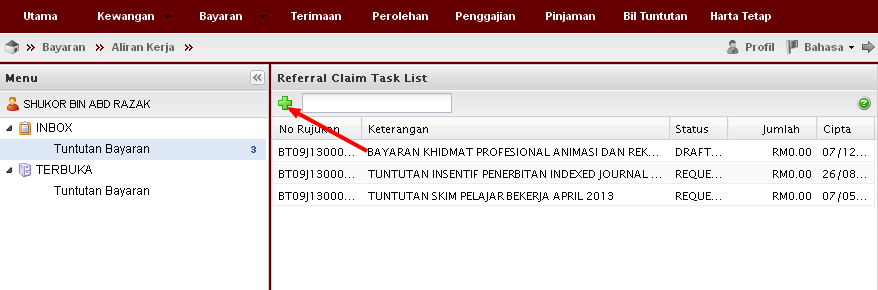 Utama Kewangan Bayaran Terimaan Perolehan Penggajian Pinjaman Bil Tuntutan Harta Tetap
Bayaran Aliran Kerja Profil Bahasa
Menu
SHUKOR BIN ABD RAZAK
INBOX
Tuntutan Bayaran 3
TERBUKA
Tuntutan Bayaran
Referral Claim Task List
No Rujukan Keterangan Status Jumlah Cipta
BT09J13000... BAYARAN KHIDMAT PROFESIONAL ANIMASI DAN REK... DRAFT... RM0.00 07/12...
BT09J13000... TUNTUTAN INSENTIF PENERBITAN INDEXED JOURNAL ... REQUE... RM0.00 26/08...
BT09J13000... TUNTUTAN SKIM PELAJAR BEKERJA APRIL 2013 REQUE... RM0.00 07/05...